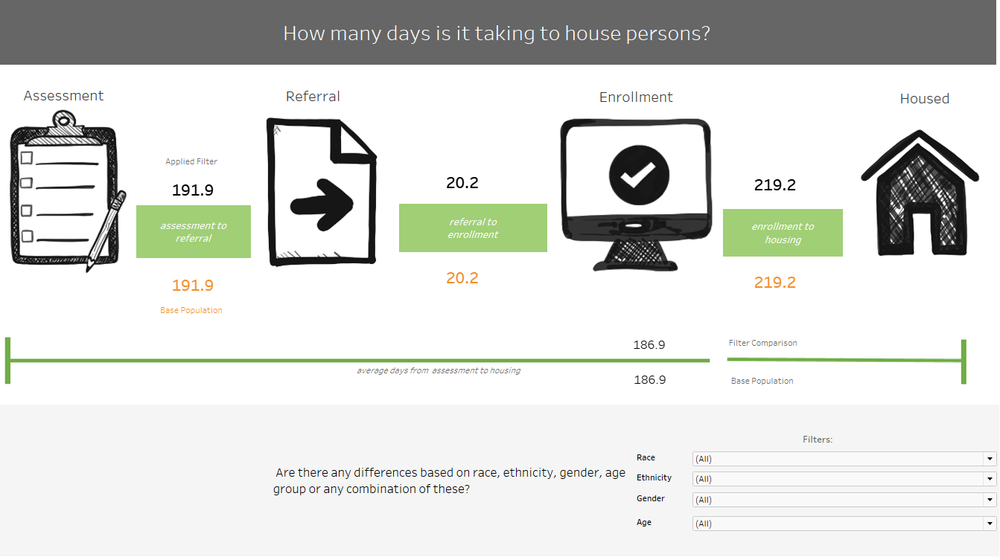 How many days is it taking to house persons?
Assessment
Referral
Enrollment
Housed
Applied Filter
191.9
assessment to
referral
191.9
Base Population
20.2
referral to
enrollment
20.2
219.2
enrollment to
housing
219.2
186.9
Filter Comparison
average days from assessment to housing
186.9
Base Population
Filters:
Are there any differences based on race, ethnicity, gender, age
group or any combination of these?
Race
(All)
Ethnicity
(All)
Gender
(All)
Age
(All)